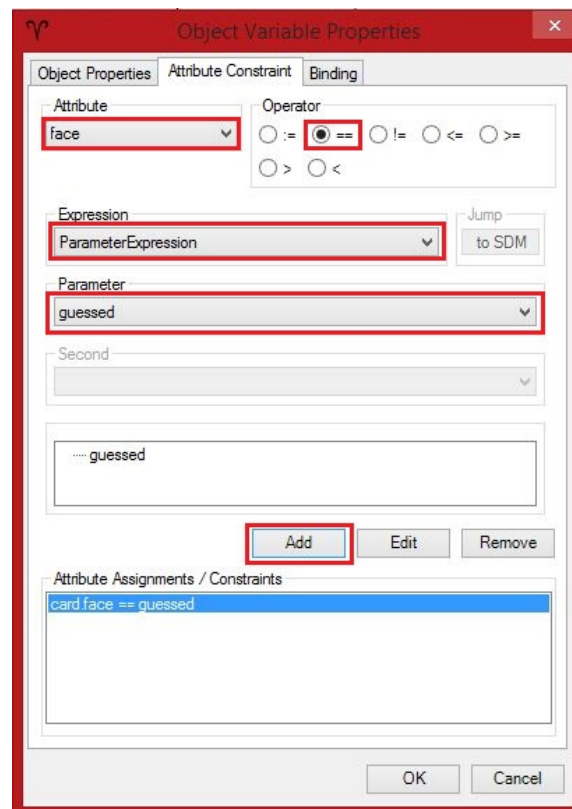 Object Variable Properties
Object Properties Attribute Constraint Binding
Attribute Operator
face := == != <= >=
> <
Expression Jump
ParameterExpression to SDM
Parameter
guessed
Second
guessed
Add Edit Remove
Attribute Assignments / Constraints
card.face == guessed
OK Cancel